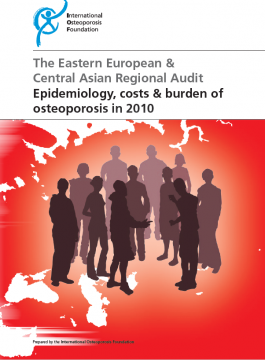 International
Osteoporosis
Foundation
The Eastern European &
Central Asian Regional Audit
Epidemiology, costs & burden of
osteoporosis in 2010
Prepared by the International Osteoporosis Foundation